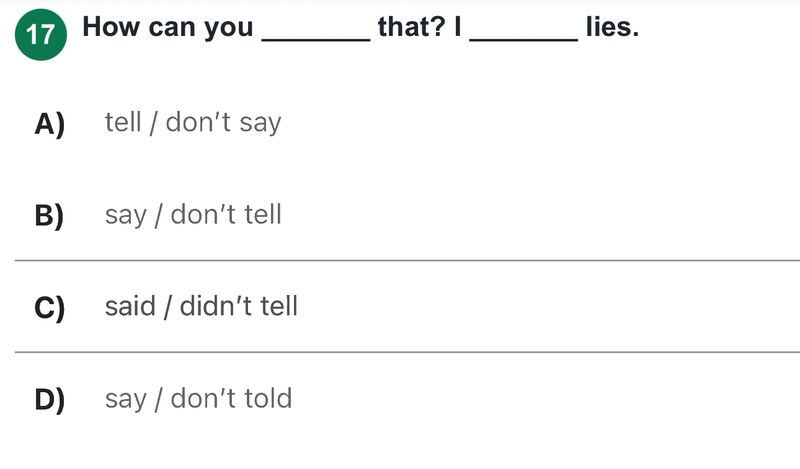 17 How can you _______ that? I _______ lies.
A) tell / don't say
B) say / don't tell
C) said / didn't tell
D) say / don't told